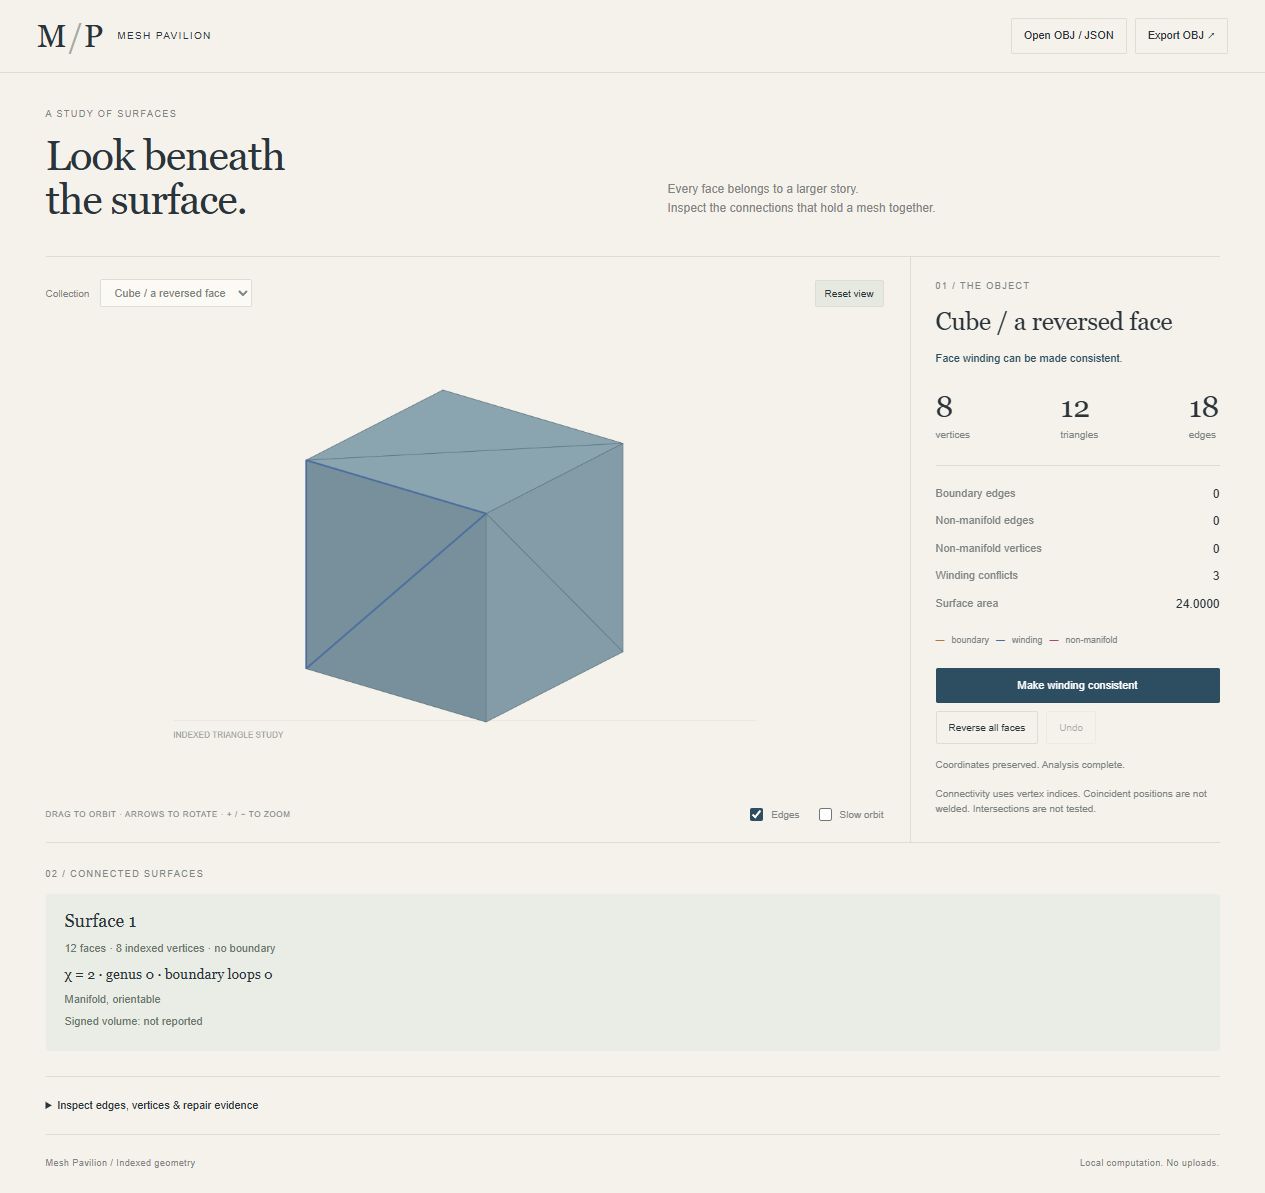 M/P MESH PAVILION
Open OBJ / JSON
Export OBJ ↗
A STUDY OF SURFACES
Look beneath
the surface.
Every face belongs to a larger story.
Inspect the connections that hold a mesh together.
Collection
Cube / a reversed face
Reset view
INDEXED TRIANGLE STUDY
DRAG TO ORBIT · ARROWS TO ROTATE · + / − TO ZOOM
Edges
Slow orbit
01 / THE OBJECT
Cube / a reversed face
Face winding can be made consistent.
8 12 18
vertices triangles edges
Boundary edges 0
Non-manifold edges 0
Non-manifold vertices 0
Winding conflicts 3
Surface area 24.0000
— boundary — winding — non-manifold
Make winding consistent
Reverse all faces
Undo
Coordinates preserved. Analysis complete.
Connectivity uses vertex indices. Coincident positions are not
welded. Intersections are not tested.
02 / CONNECTED SURFACES
Surface 1
12 faces · 8 indexed vertices · no boundary
χ = 2 · genus 0 · boundary loops 0
Manifold, orientable
Signed volume: not reported
▶ Inspect edges, vertices & repair evidence
Mesh Pavilion / Indexed geometry
Local computation. No uploads.